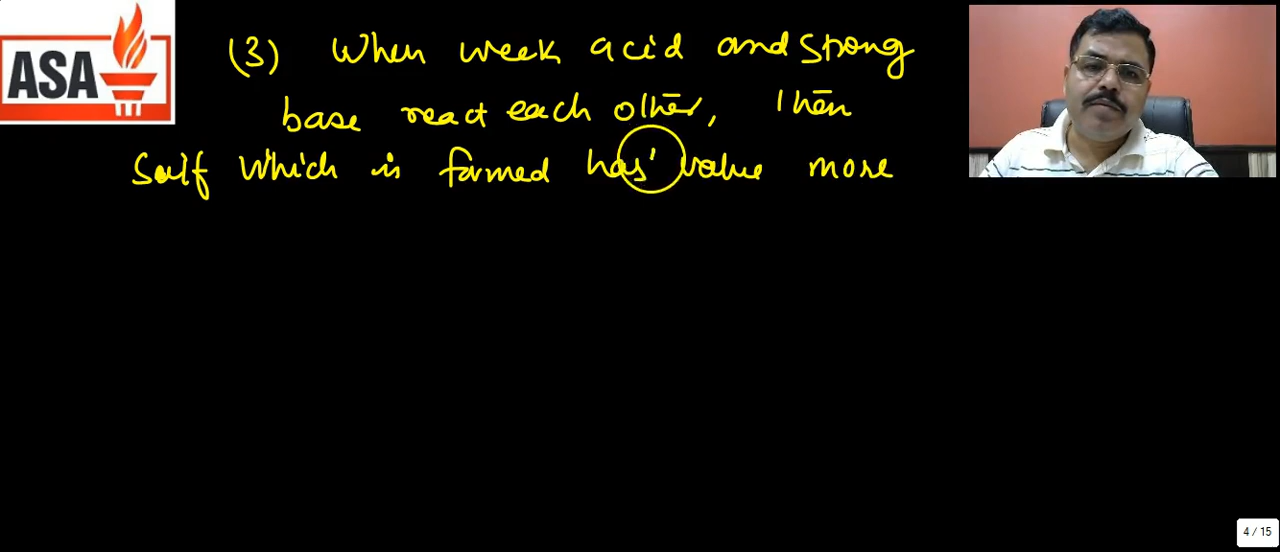 ASA
(3) When week acid and strong
base react each other, then
Salt which is formed has value more
4 / 15